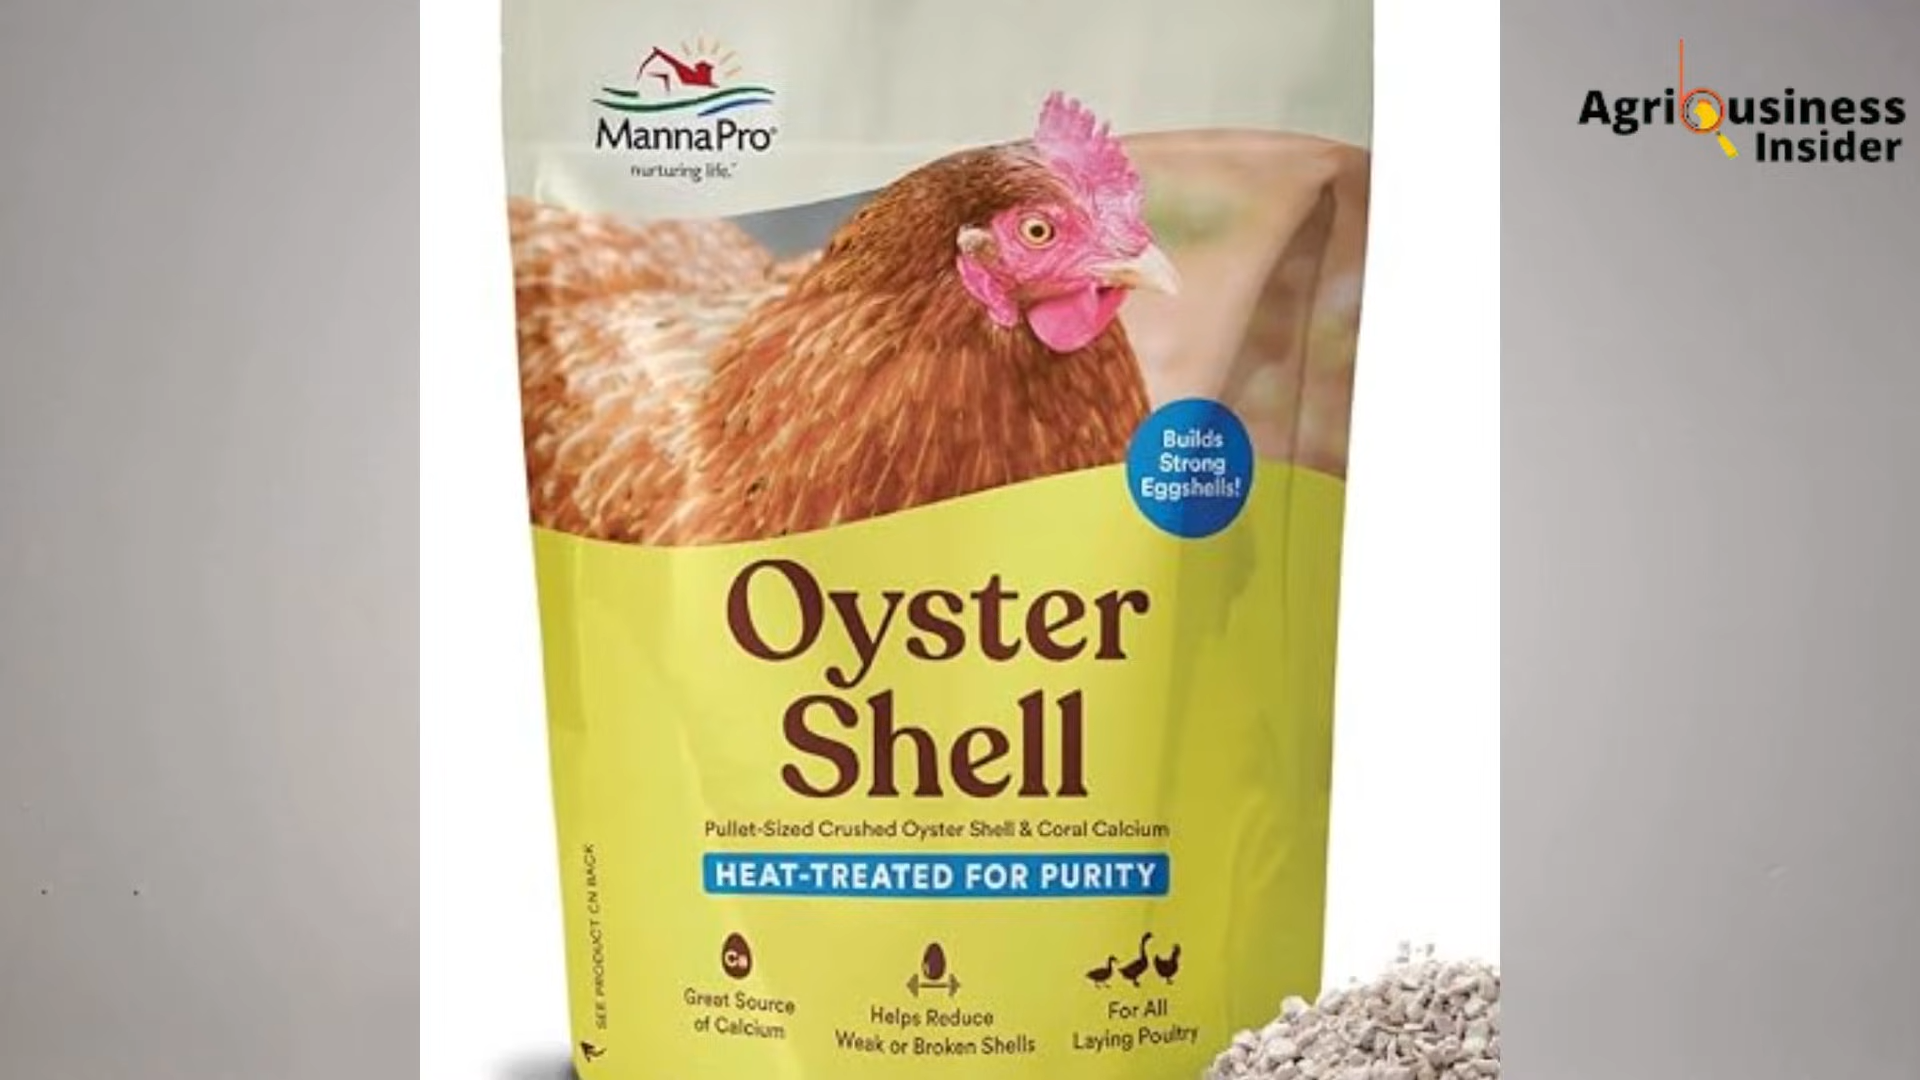 MannaPro®
nurturing life.™
Agribusiness
Insider
Builds
Strong
Eggshells!
Oyster
Shell
Pullet-Sized Crushed Oyster Shell & Coral Calcium
HEAT-TREATED FOR PURITY
Ca
Great Source
of Calcium
Helps Reduce
Weak or Broken Shells
For All
Laying Poultry
SEE PRODUCT ON BACK